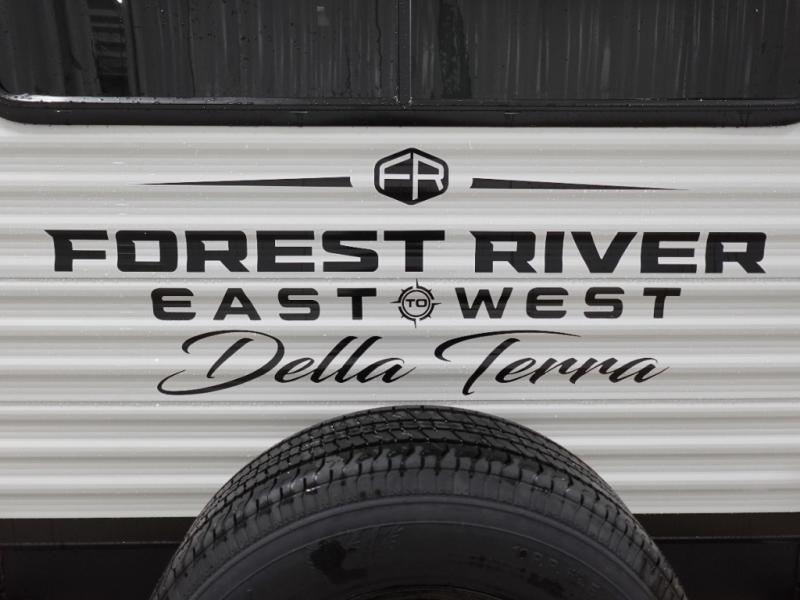 FR
FOREST RIVER
EAST TO WEST
Della Terra